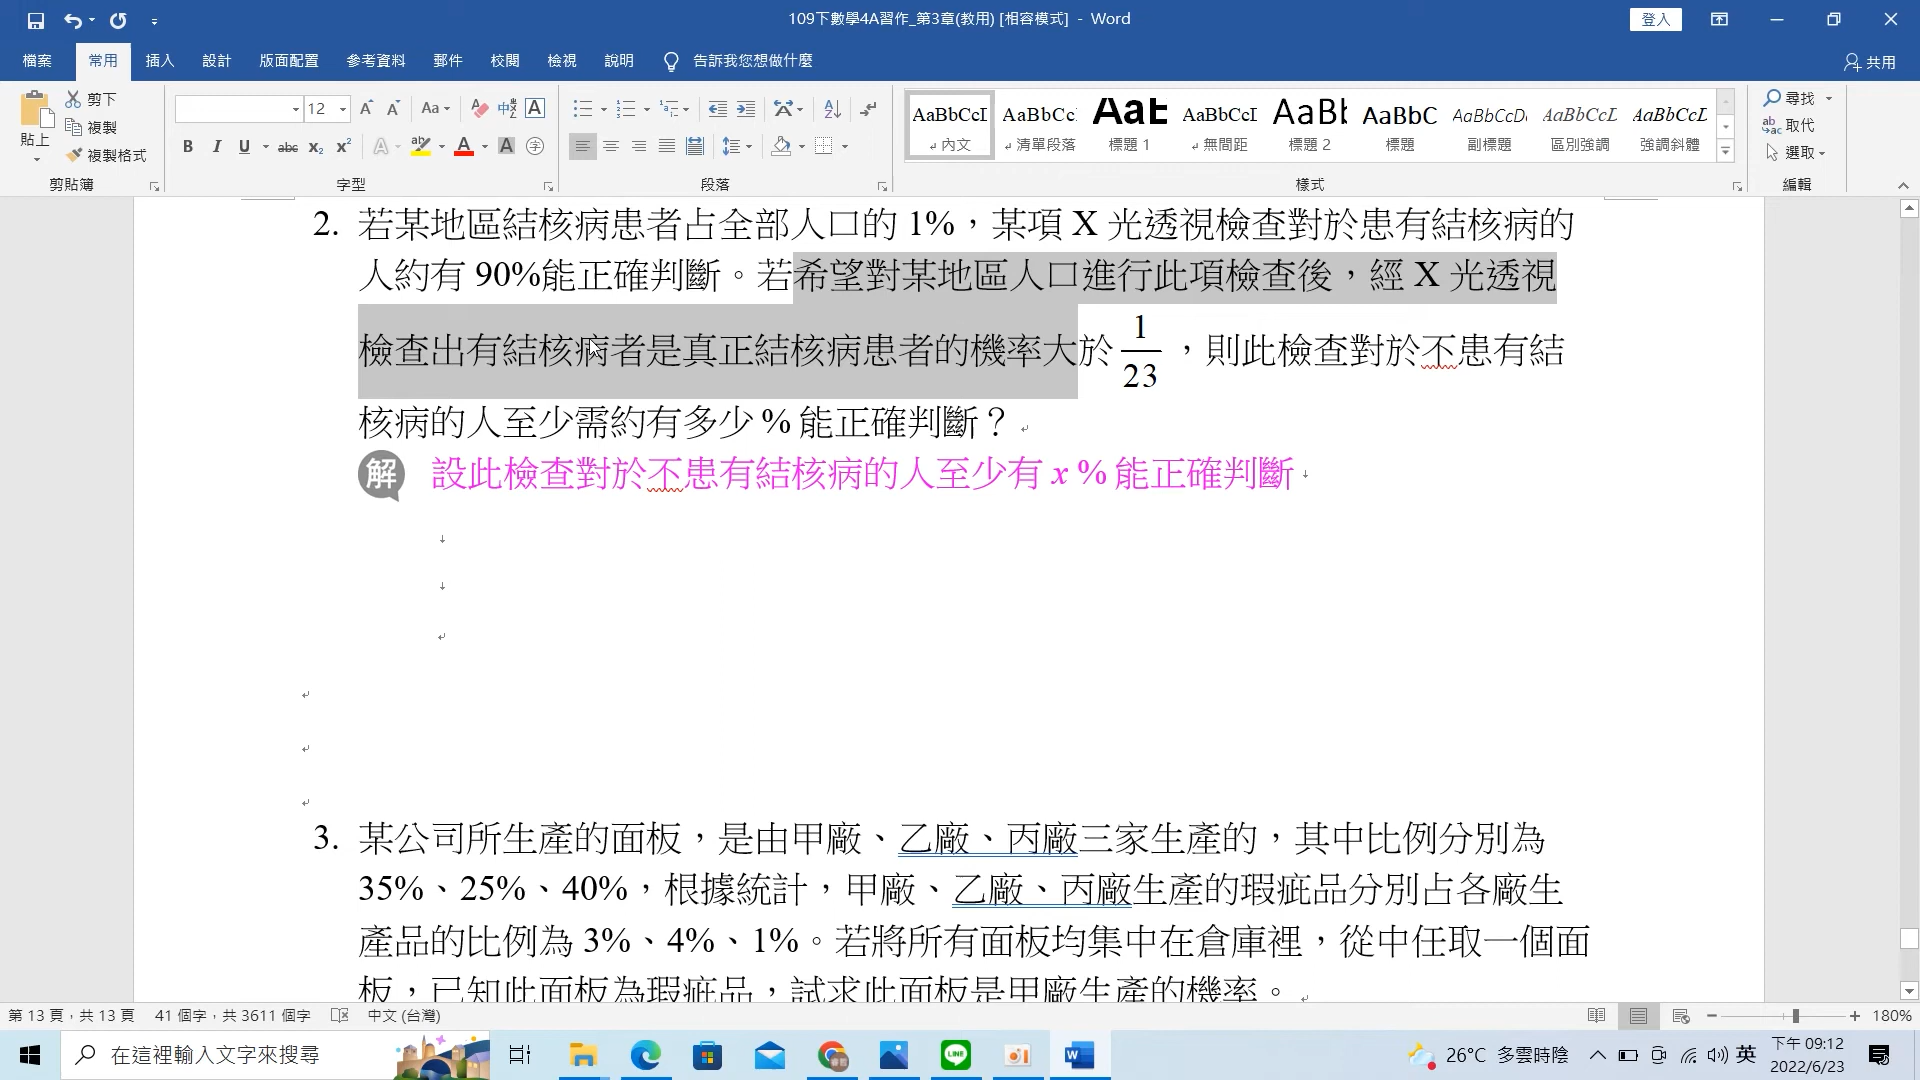 109下數學4A習作_第3章(教用) [相容模式] - Word
登入
檔案 常用 插入 設計 版面配置 參考資料 郵件 校閱 檢視 說明 告訴我您想做什麼 共用
貼上
剪下
複製
複製格式
剪貼簿
12
字型
段落
AaBbCcI AaBbCc AaE AaBbCcI AaBb AaBbC AaBbCcD AaBbCcL AaBbCcL
內文 清單段落 標題 1 無間距 標題 2 標題 副標題 區別強調 強調斜體
樣式
尋找
取代
選取
編輯
2. 若某地區結核病患者占全部人口的 1%，某項 X 光透視檢查對於患有結核病的
人約有 90%能正確判斷。若希望對某地區人口進行此項檢查後，經 X 光透視
檢查出有結核病者是真正結核病患者的機率大於 1/23 ，則此檢查對於不患有結
核病的人至少需約有多少 % 能正確判斷？
解 設此檢查對於不患有結核病的人至少有 x % 能正確判斷
3. 某公司所生產的面板，是由甲廠、乙廠、丙廠三家生產的，其中比例分別為
35%、25%、40%，根據統計，甲廠、乙廠、丙廠生產的瑕疵品分別占各廠生
產品的比例為 3%、4%、1%。若將所有面板均集中在倉庫裡，從中任取一個面
板，已知此面板為瑕疵品，試求此面板是甲廠生產的機率。
第 13 頁，共 13 頁 41 個字，共 3611 個字 中文 (台灣) 180%
在這裡輸入文字來搜尋
26°C 多雲時陰 英 下午 09:12
2022/6/23